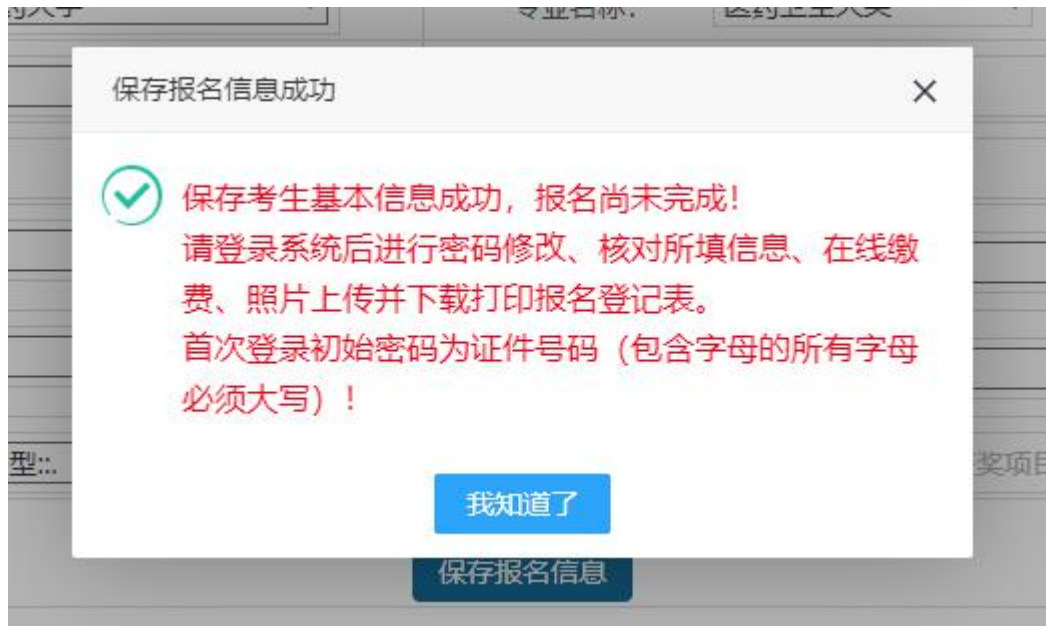 保存报名信息成功
保存考生基本信息成功，报名尚未完成！
请登录系统后进行密码修改、核对所填信息、在线缴
费、照片上传并下载打印报名登记表。
首次登录初始密码为证件号码（包含字母的所有字母
必须大写）！
型::.
奖项目
我知道了
保存报名信息